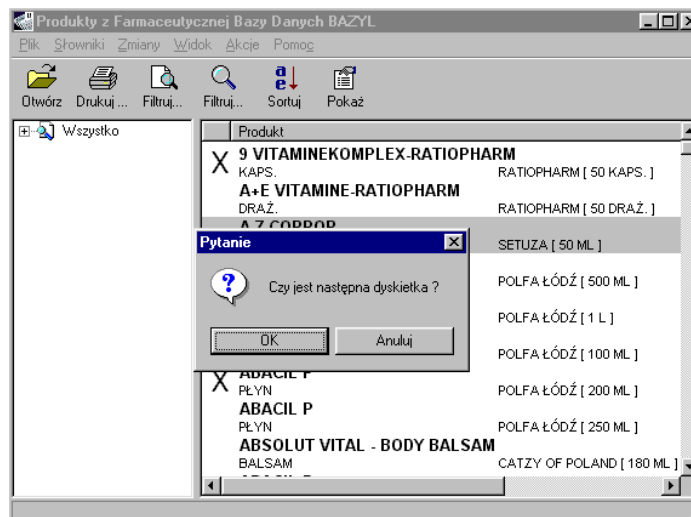 Produkty z Farmaceutycznej Bazy Danych BAZYL
Plik Słowniki Zmiany Widok Akcje Pomoc
Otwórz Drukuj ... Filtruj... Filtruj... Sortuj Pokaż
Wszystko
Produkt
X 9 VITAMINEKOMPLEX-RATIOPHARM
KAPS. RATIOPHARM [ 50 KAPS. ]
A+E VITAMINE-RATIOPHARM
DRAŻ. RATIOPHARM [ 50 DRAŻ. ]
SETUZA [ 50 ML ]
Pytanie
Czy jest następna dyskietka ?
OK Anuluj
POLFA ŁÓDŹ [ 500 ML ]
POLFA ŁÓDŹ [ 1 L ]
POLFA ŁÓDŹ [ 100 ML ]
X ABACIL P
PŁYN POLFA ŁÓDŹ [ 200 ML ]
ABACIL P
PŁYN POLFA ŁÓDŹ [ 250 ML ]
ABSOLUT VITAL - BODY BALSAM
BALSAM CATZY OF POLAND [ 180 ML ]